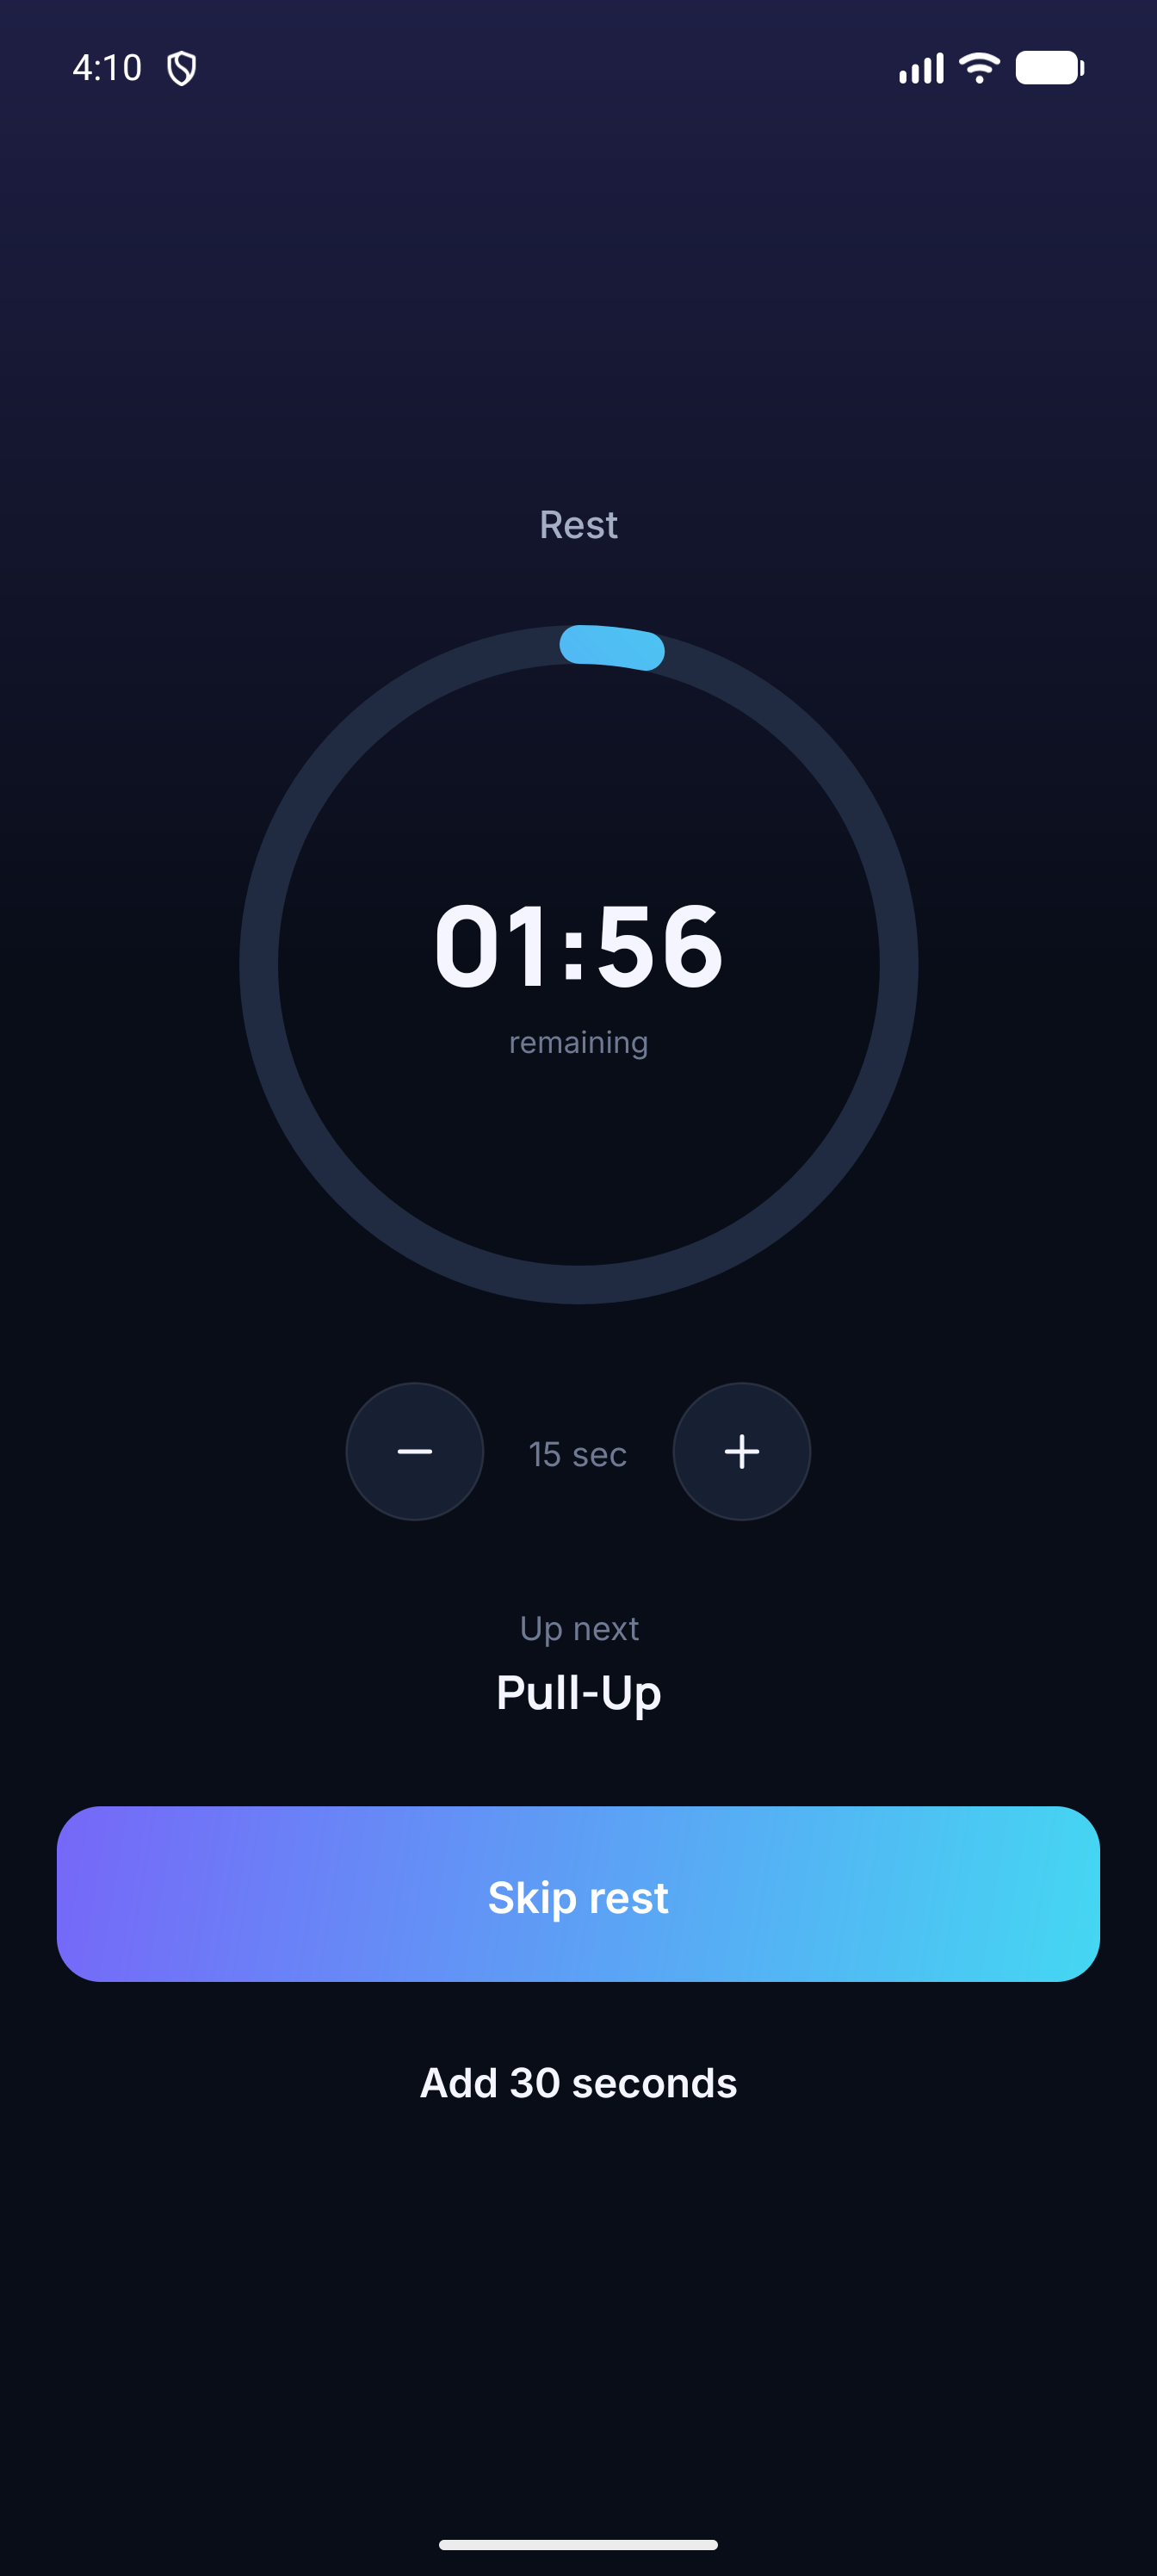 4:10
Rest
01:56
remaining
15 sec
Up next
Pull-Up
Skip rest
Add 30 seconds